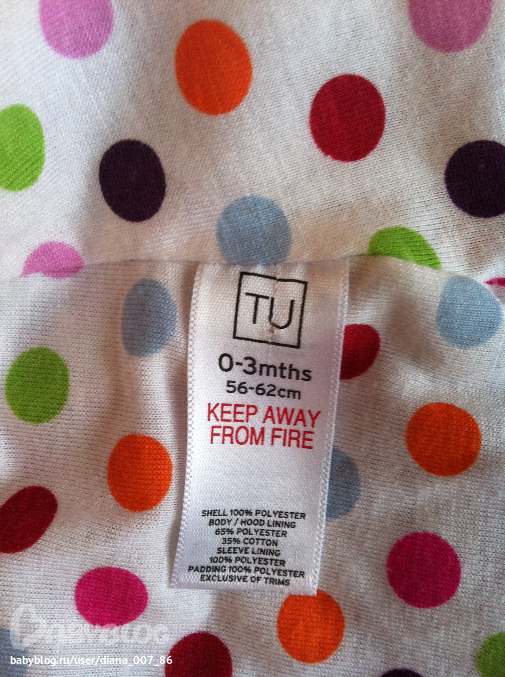 TU
0-3mths
56-62cm
KEEP AWAY
FROM FIRE
SHELL 100% POLYESTER
BODY / HOOD LINING
65% POLYESTER
35% COTTON
SLEEVE LINING
100% POLYESTER
PADDING 100% POLYESTER
EXCLUSIVE OF TRIMS
BABYBLOG
babyblog.ru/user/diana_007_86